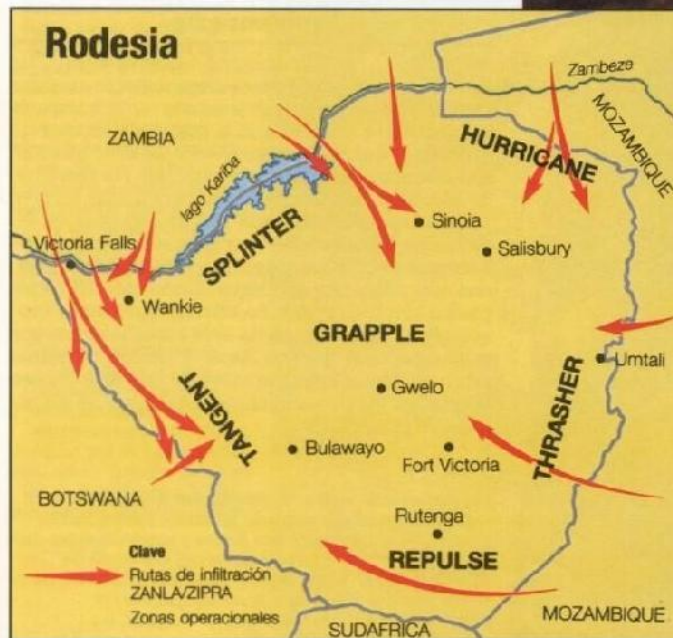 Rodesia
Zambeze
ZAMBIA
MOZAMBIQUE
HURRICANE
lago Kariba
Sinoia
SPLINTER
Salisbury
Victoria Falls
Wankie
GRAPPLE
Umtali
Gwelo
TANGENT
THRASHER
Bulawayo
Fort Victoria
BOTSWANA
Rutenga
Clave
REPULSE
Rutas de infiltración
ZANLA/ZIPRA
Zonas operacionales
MOZAMBIQUE
SUDAFRICA